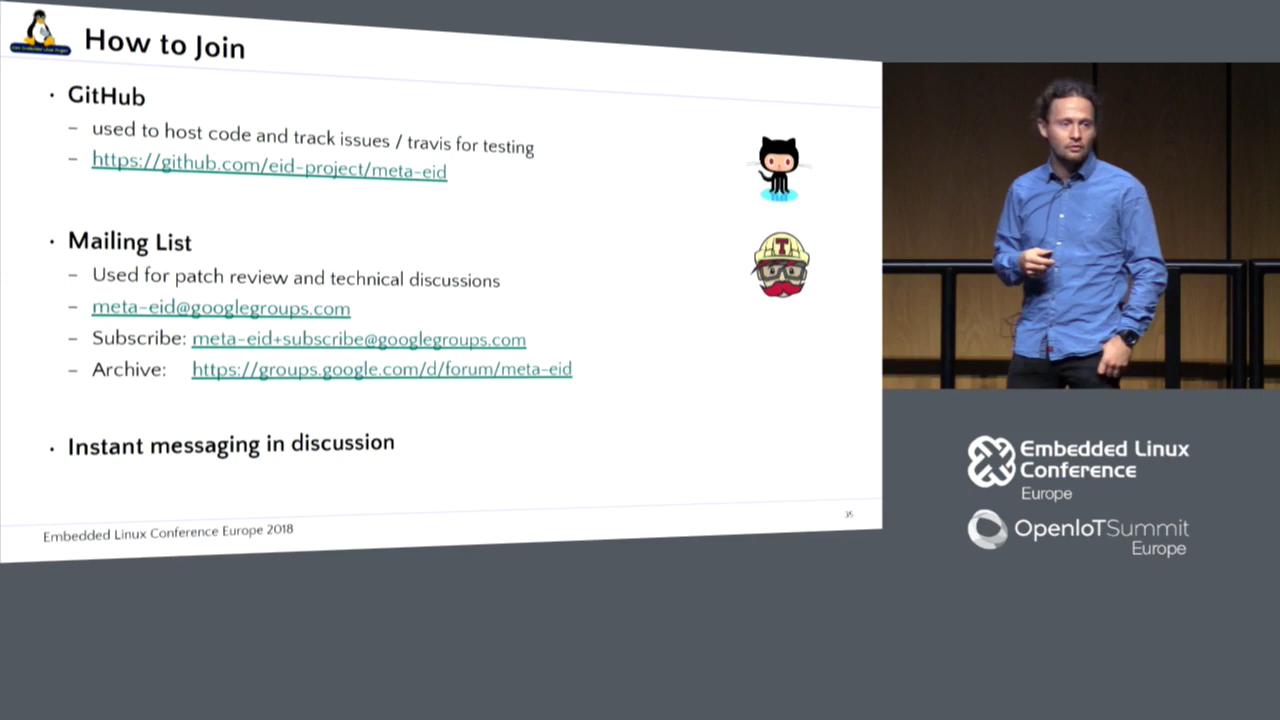 How to Join
• GitHub
– used to host code and track issues / travis for testing
– https://github.com/eid-project/meta-eid
• Mailing List
– Used for patch review and technical discussions
– meta-eid@googlegroups.com
– Subscribe: meta-eid+subscribe@googlegroups.com
– Archive: https://groups.google.com/d/forum/meta-eid
• Instant messaging in discussion
Embedded Linux Conference Europe 2018
35
T
Embedded Linux
Conference
Europe
OpenIoTSummit
Europe